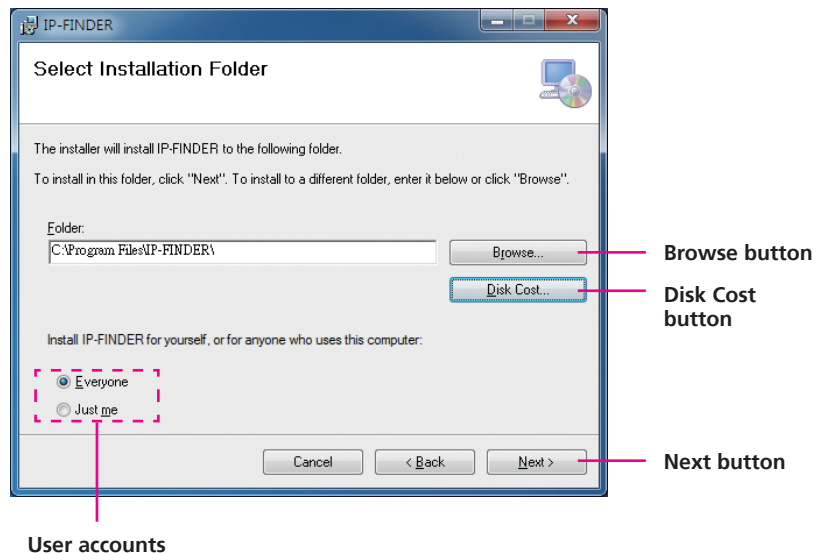 IP-FINDER
Select Installation Folder
The installer will install IP-FINDER to the following folder.
To install in this folder, click "Next". To install to a different folder, enter it below or click "Browse".
Folder:
C:\Program Files\IP-FINDER\
Browse...
Browse button
Disk Cost...
Disk Cost
button
Install IP-FINDER for yourself, or for anyone who uses this computer:
Everyone
Just me
Cancel
< Back
Next >
Next button
User accounts